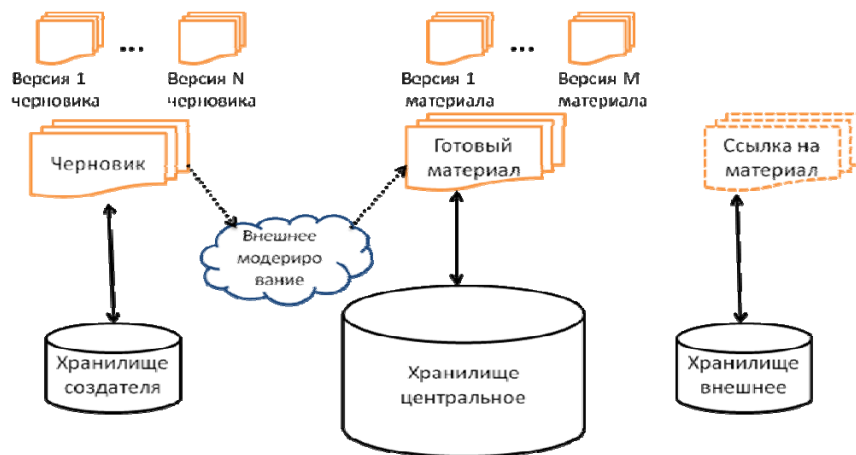 Версия 1
черновика
...
Версия N
черновика
Версия 1
материала
...
Версия M
материала
Черновик
Готовый
материал
Ссылка на
материал
Внешнее
модериро
вание
Хранилище
создателя
Хранилище
центральное
Хранилище
внешнее